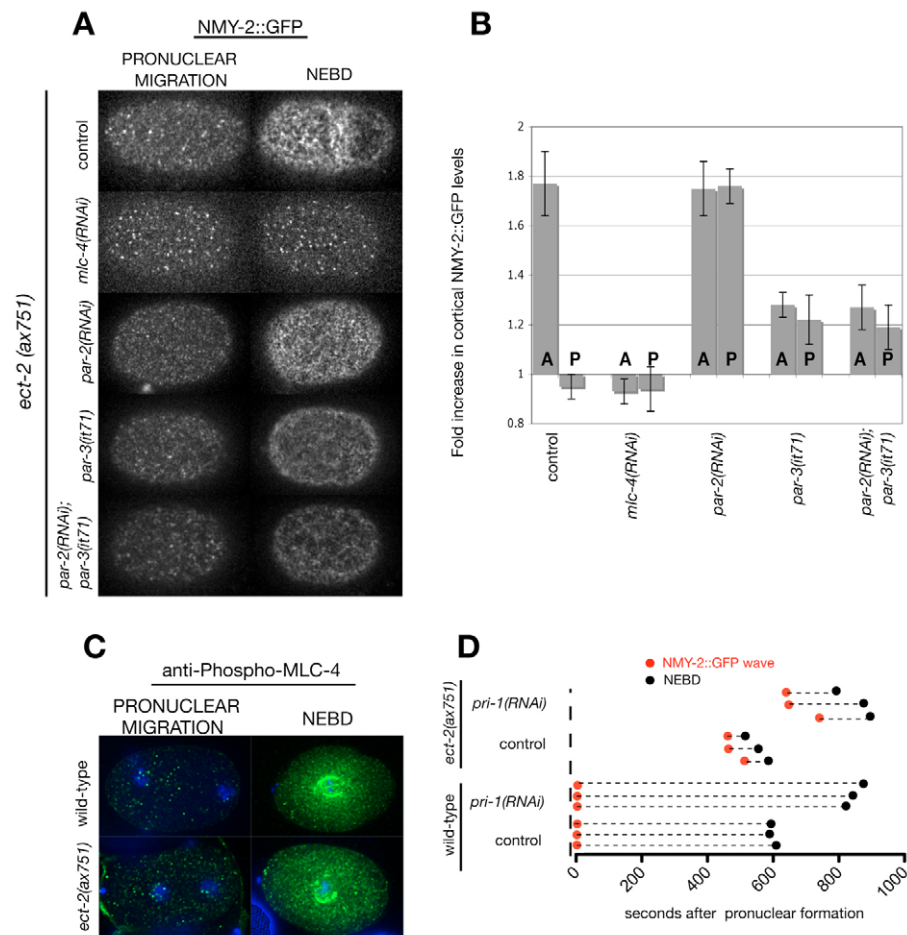 A
NMY-2::GFP
PRONUCLEAR
MIGRATION
NEBD
ect-2 (ax751)
control
mlc-4(RNAi)
par-2(RNAi)
par-3(it71)
par-2(RNAi);
par-3(it71)
B
Fold increase in cortical NMY-2::GFP levels
2
1.8
1.6
1.4
1.2
1
0.8
A P A P A P A P A P
control
mlc-4(RNAi)
par-2(RNAi)
par-3(it71)
par-2(RNAi);
par-3(it71)
C
anti-Phospho-MLC-4
PRONUCLEAR
MIGRATION
NEBD
wild-type
ect-2(ax751)
D
NMY-2::GFP wave
NEBD
ect-2(ax751)
pri-1(RNAi)
control
wild-type
pri-1(RNAi)
control
0 200 400 600 800 1000
seconds after pronuclear formation